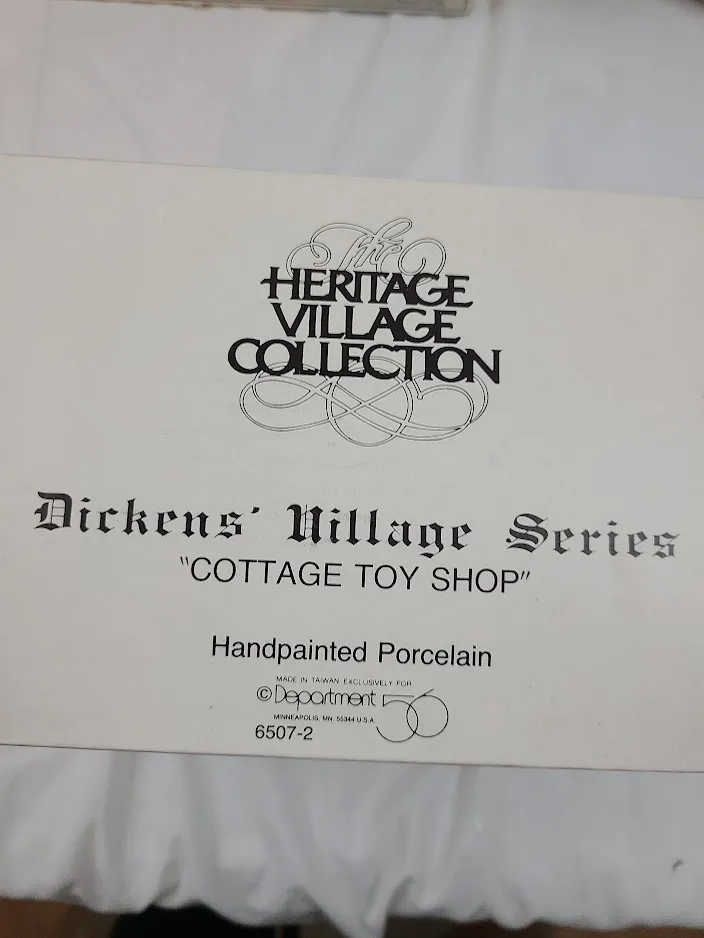 The
HERITAGE
VILLAGE
COLLECTION
Dickens' Village Series
"COTTAGE TOY SHOP"
Handpainted Porcelain
MADE IN TAIWAN EXCLUSIVELY FOR
© Department 56
MINNEAPOLIS, MN. 55344 U.S.A.
6507-2